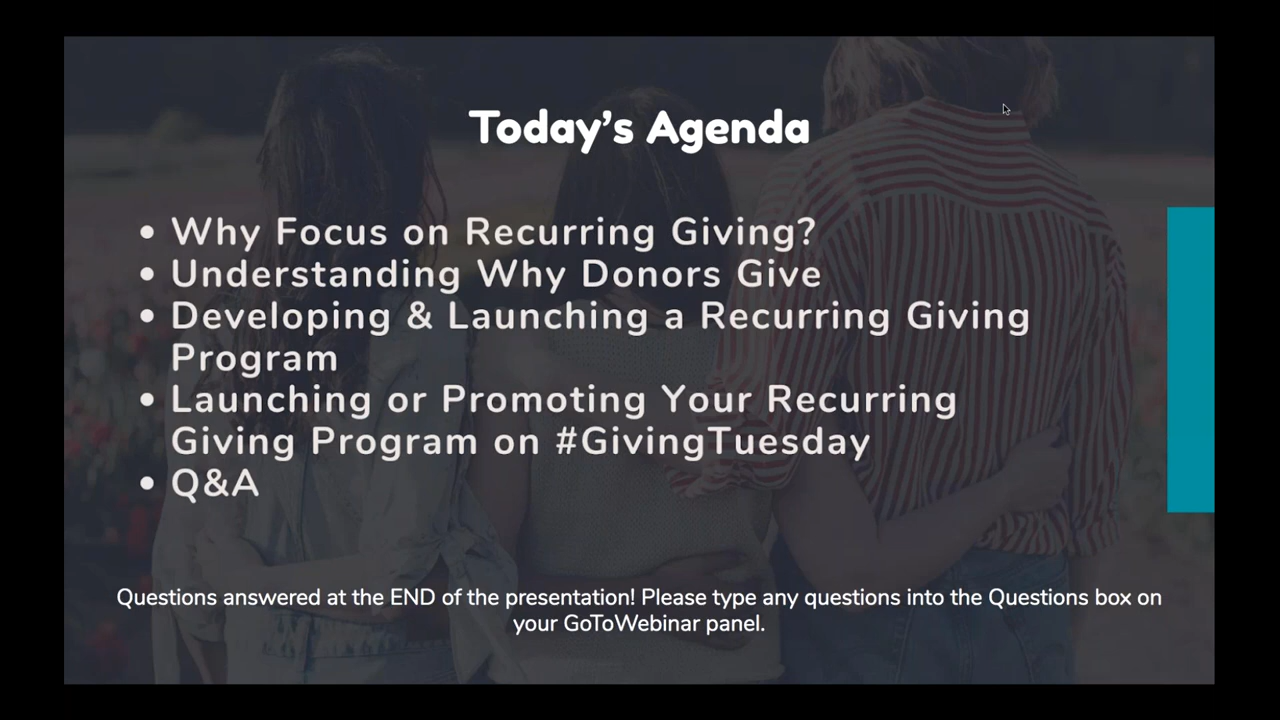 Today's Agenda
• Why Focus on Recurring Giving?
• Understanding Why Donors Give
• Developing & Launching a Recurring Giving
Program
• Launching or Promoting Your Recurring
Giving Program on #GivingTuesday
• Q&A
Questions answered at the END of the presentation! Please type any questions into the Questions box on
your GoToWebinar panel.